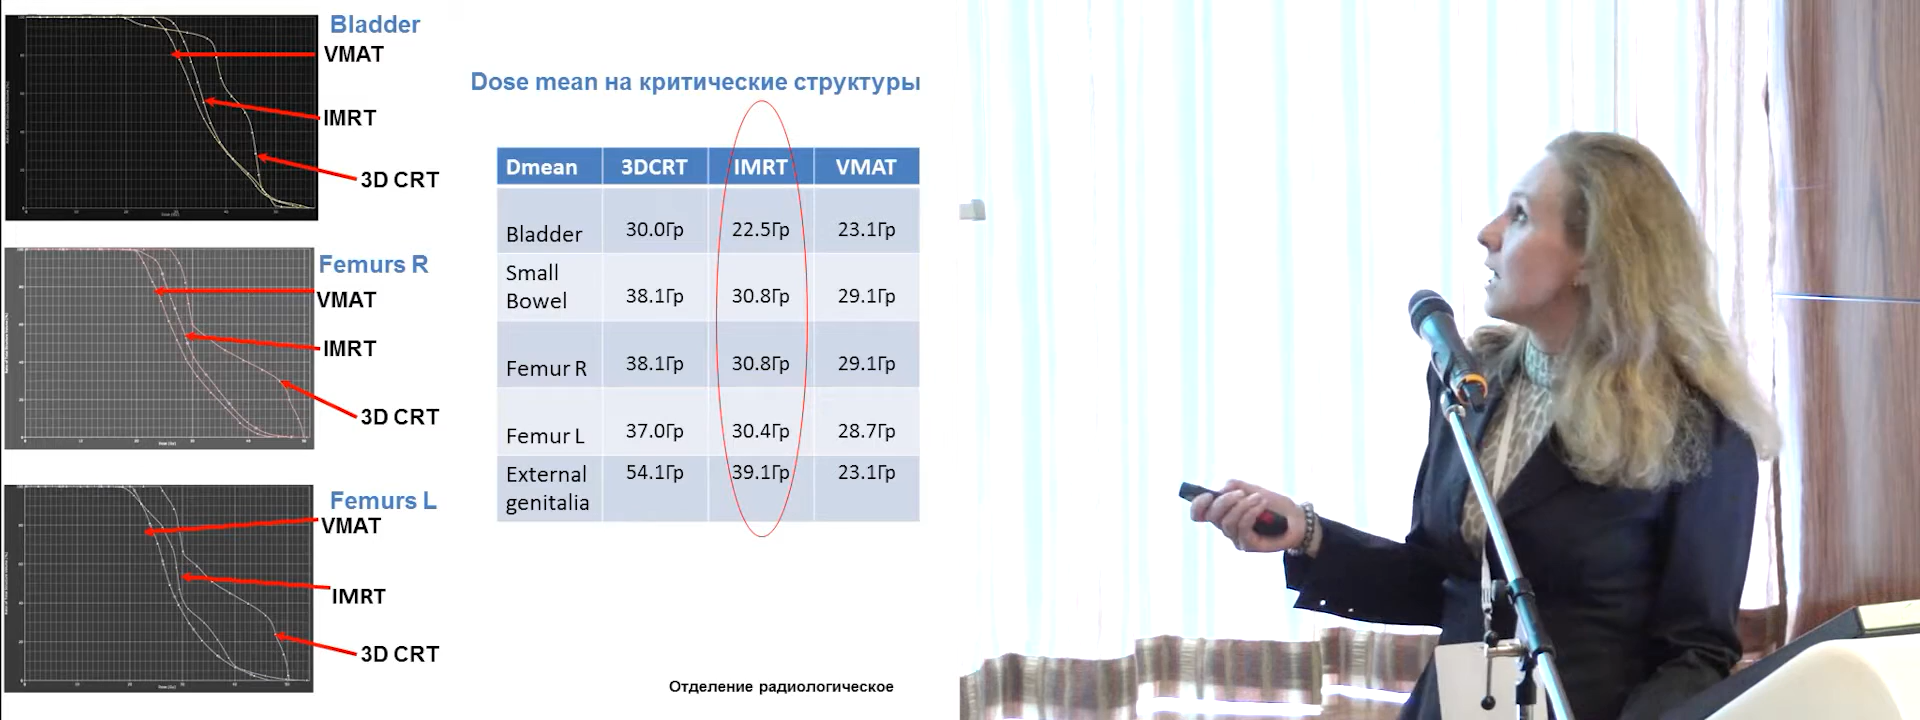 Bladder
VMAT
IMRT
3D CRT
Femurs R
VMAT
IMRT
3D CRT
Femurs L
VMAT
IMRT
3D CRT
Dose mean на критические структуры
Dmean 3DCRT IMRT VMAT
Bladder 30.0Гр 22.5Гр 23.1Гр
Small
Bowel 38.1Гр 30.8Гр 29.1Гр
Femur R 38.1Гр 30.8Гр 29.1Гр
Femur L 37.0Гр 30.4Гр 28.7Гр
External
genitalia 54.1Гр 39.1Гр 23.1Гр
Отделение радиологическое